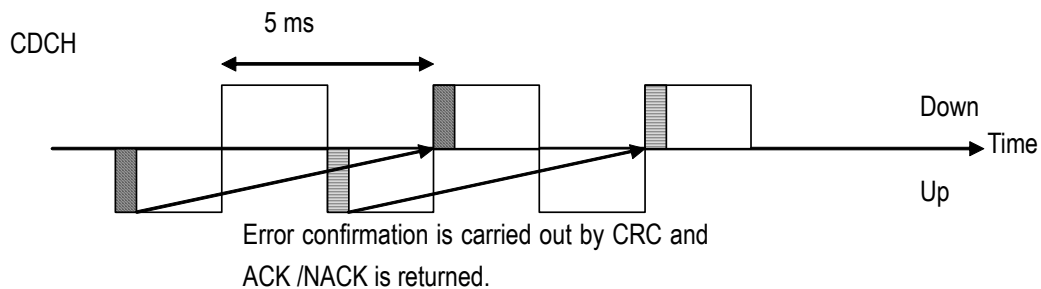 5 ms
CDCH
Down
Time
Up
Error confirmation is carried out by CRC and
ACK /NACK is returned.